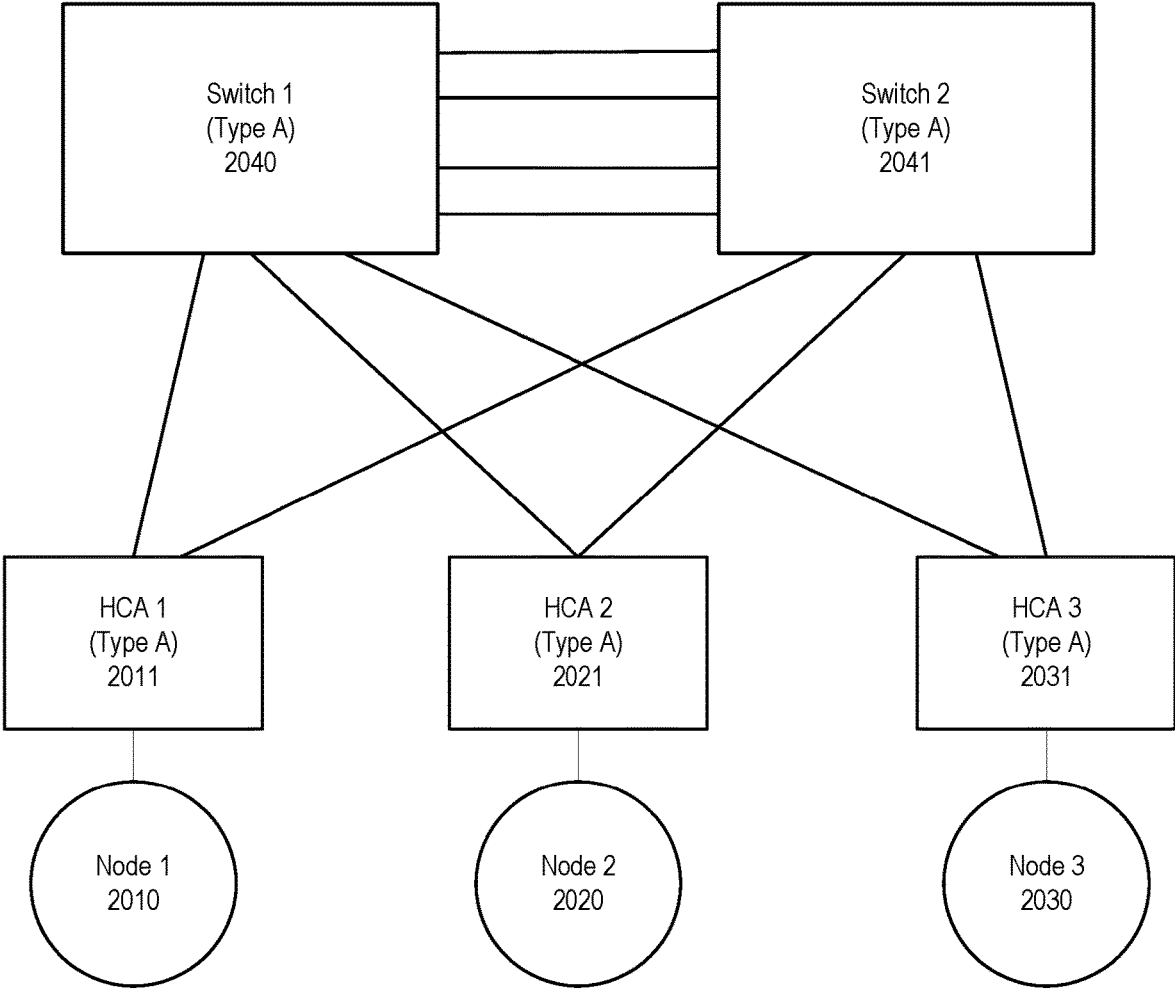 Switch 1
(Type A)
2040
Switch 2
(Type A)
2041
HCA 1
(Type A)
2011
HCA 2
(Type A)
2021
HCA 3
(Type A)
2031
Node 1
2010
Node 2
2020
Node 3
2030